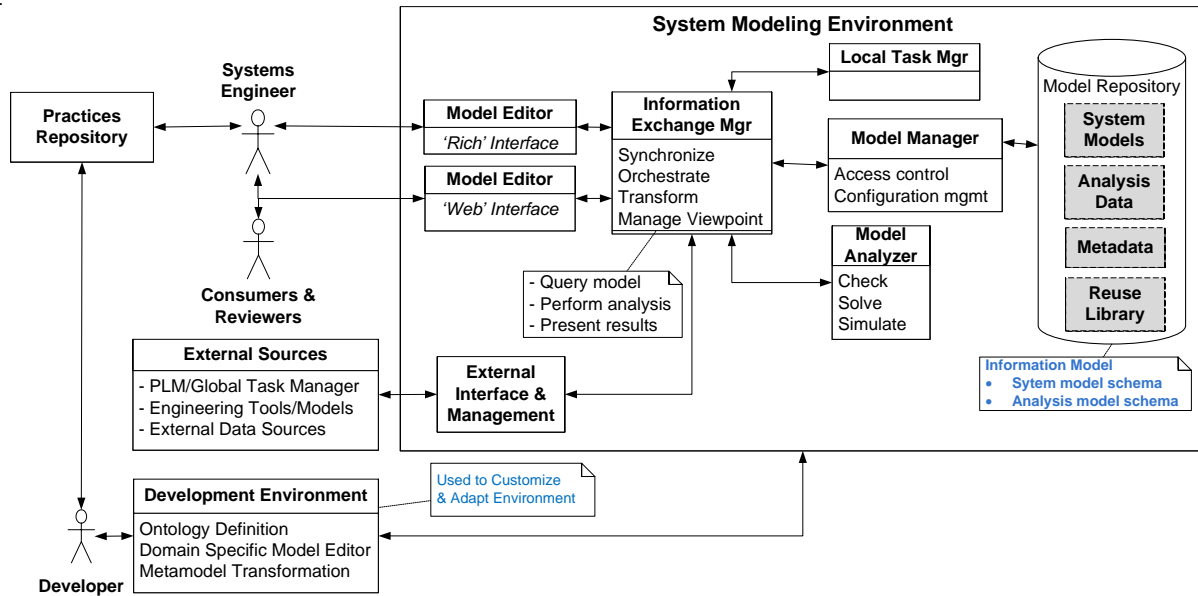 System Modeling Environment
Systems
Engineer
Practices
Repository
Model Editor
‘Rich’ Interface
Model Editor
‘Web’ Interface
Information
Exchange Mgr
Synchronize
Orchestrate
Transform
Manage Viewpoint
Local Task Mgr
Model Manager
Access control
Configuration mgmt
Model
Analyzer
Check
Solve
Simulate
Model Repository
System
Models
Analysis
Data
Metadata
Reuse
Library
Information Model
• Sytem model schema
• Analysis model schema
- Query model
- Perform analysis
- Present results
Consumers &
Reviewers
External Sources
- PLM/Global Task Manager
- Engineering Tools/Models
- External Data Sources
External
Interface &
Management
Used to Customize
& Adapt Environment
Development Environment
Ontology Definition
Domain Specific Model Editor
Metamodel Transformation
Developer